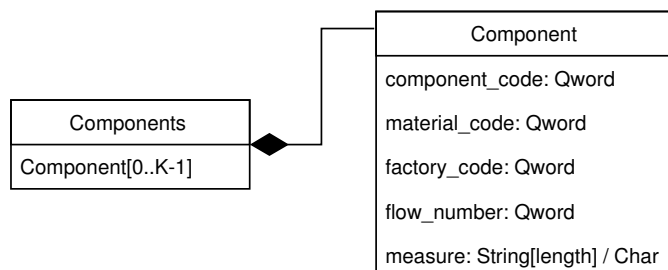 Component
component_code: Qword
material_code: Qword
factory_code: Qword
flow_number: Qword
measure: String[length] / Char
Components
Component[0..K-1]